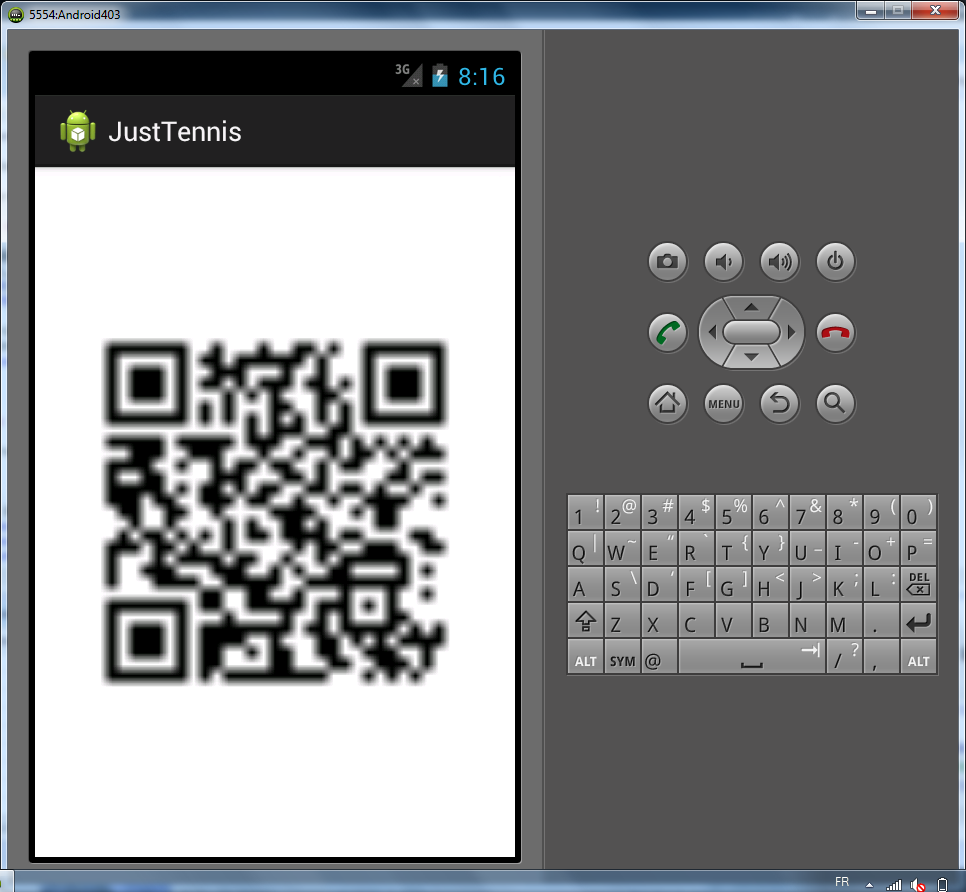 5554:Android403
3G 8:16
JustTennis
MENU
1 ! 2 @ 3 # 4 $ 5 % 6 ^ 7 & 8 * 9 ( 0 )
Q | W ~ E “ R ` T { Y } U _ I - O + P =
A S \ D ' F [ G ] H < J > K ; L : DEL
Z X C V B N M .
ALT SYM @ / ? , ALT
FR